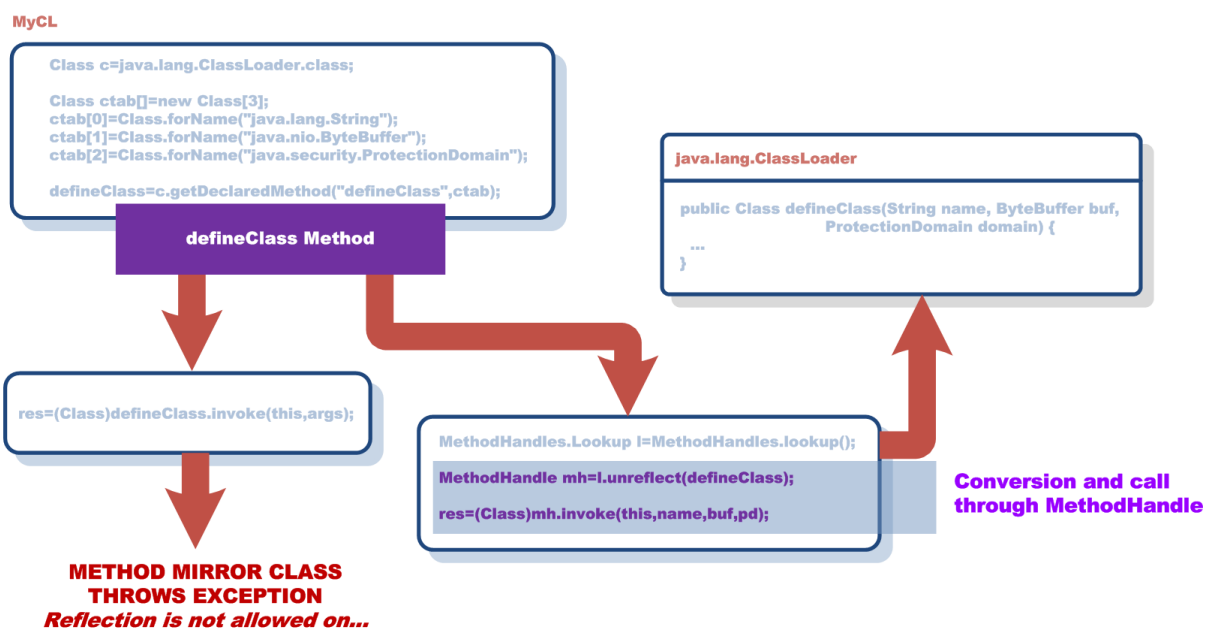 MyCL
Class c=java.lang.ClassLoader.class;
Class ctab[]=new Class[3];
ctab[0]=Class.forName("java.lang.String");
ctab[1]=Class.forName("java.nio.ByteBuffer");
ctab[2]=Class.forName("java.security.ProtectionDomain");
defineClass=c.getDeclaredMethod("defineClass",ctab);
defineClass Method
java.lang.ClassLoader
public Class defineClass(String name, ByteBuffer buf,
ProtectionDomain domain) {
...
}
res=(Class)defineClass.invoke(this,args);
MethodHandles.Lookup l=MethodHandles.lookup();
MethodHandle mh=l.unreflect(defineClass);
res=(Class)mh.invoke(this,name,buf,pd);
Conversion and call
through MethodHandle
METHOD MIRROR CLASS
THROWS EXCEPTION
Reflection is not allowed on...